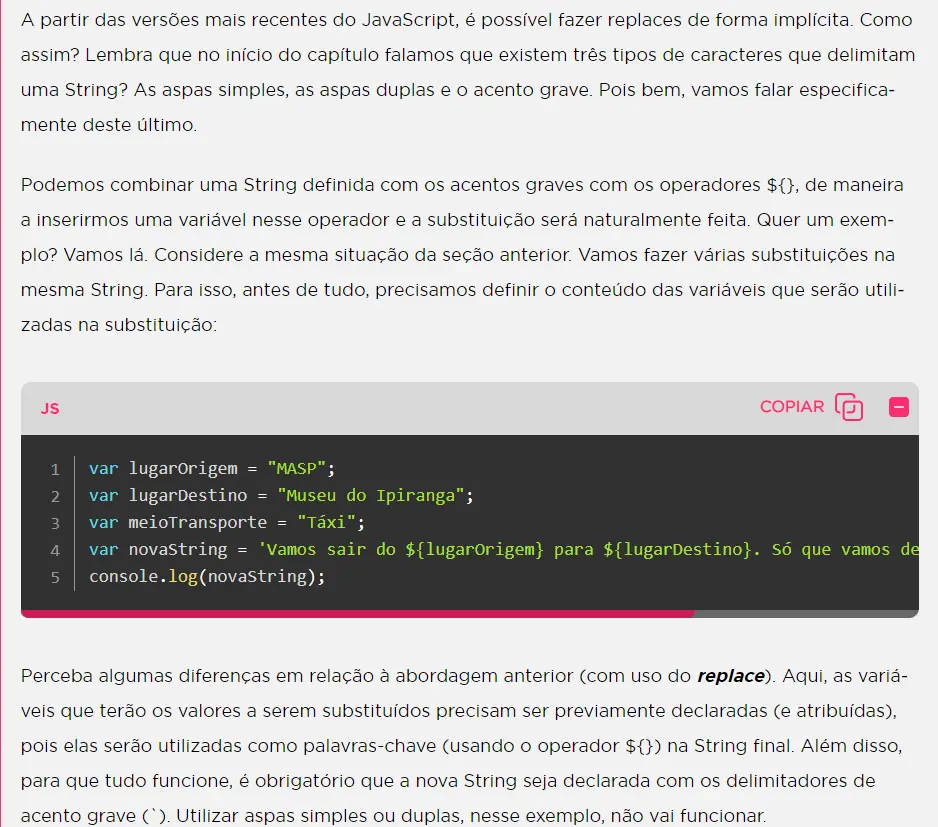 A partir das versões mais recentes do JavaScript, é possível fazer replaces de forma implícita. Como
assim? Lembra que no início do capítulo falamos que existem três tipos de caracteres que delimitam
uma String? As aspas simples, as aspas duplas e o acento grave. Pois bem, vamos falar especifica-
mente deste último.
Podemos combinar uma String definida com os acentos graves com os operadores ${}, de maneira
a inserirmos uma variável nesse operador e a substituição será naturalmente feita. Quer um exem-
plo? Vamos lá. Considere a mesma situação da seção anterior. Vamos fazer várias substituições na
mesma String. Para isso, antes de tudo, precisamos definir o conteúdo das variáveis que serão utili-
zadas na substituição:
JS COPIAR
1 var lugarOrigem = "MASP";
2 var lugarDestino = "Museu do Ipiranga";
3 var meioTransporte = "Táxi";
4 var novaString = 'Vamos sair do ${lugarOrigem} para ${lugarDestino}. Só que vamos de
5 console.log(novaString);
Perceba algumas diferenças em relação à abordagem anterior (com uso do replace). Aqui, as variá-
veis que terão os valores a serem substituídos precisam ser previamente declaradas (e atribuídas),
pois elas serão utilizadas como palavras-chave (usando o operador ${}) na String final. Além disso,
para que tudo funcione, é obrigatório que a nova String seja declarada com os delimitadores de
acento grave (`). Utilizar aspas simples ou duplas, nesse exemplo, não vai funcionar.